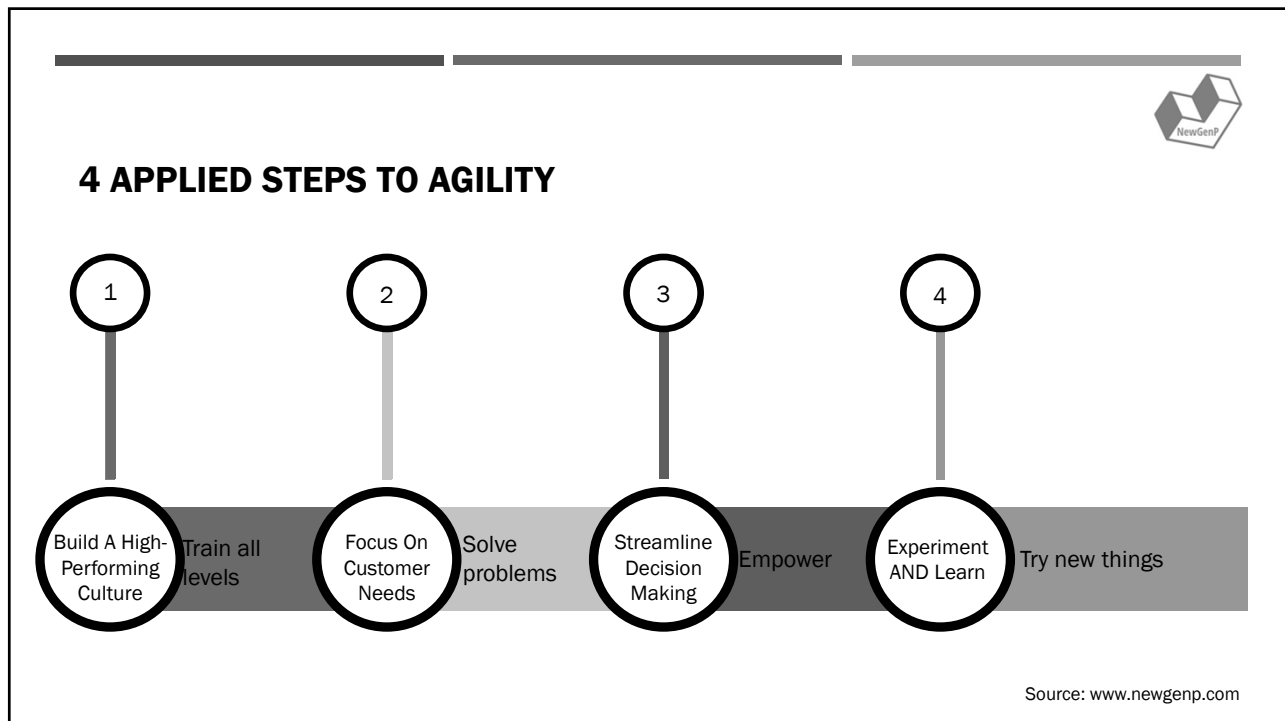 NewGenP
4 APPLIED STEPS TO AGILITY
1
2
3
4
Build A High-
Performing
Culture
Train all
levels
Focus On
Customer
Needs
Solve
problems
Streamline
Decision
Making
Empower
Experiment
AND Learn
Try new things
Source: www.newgenp.com